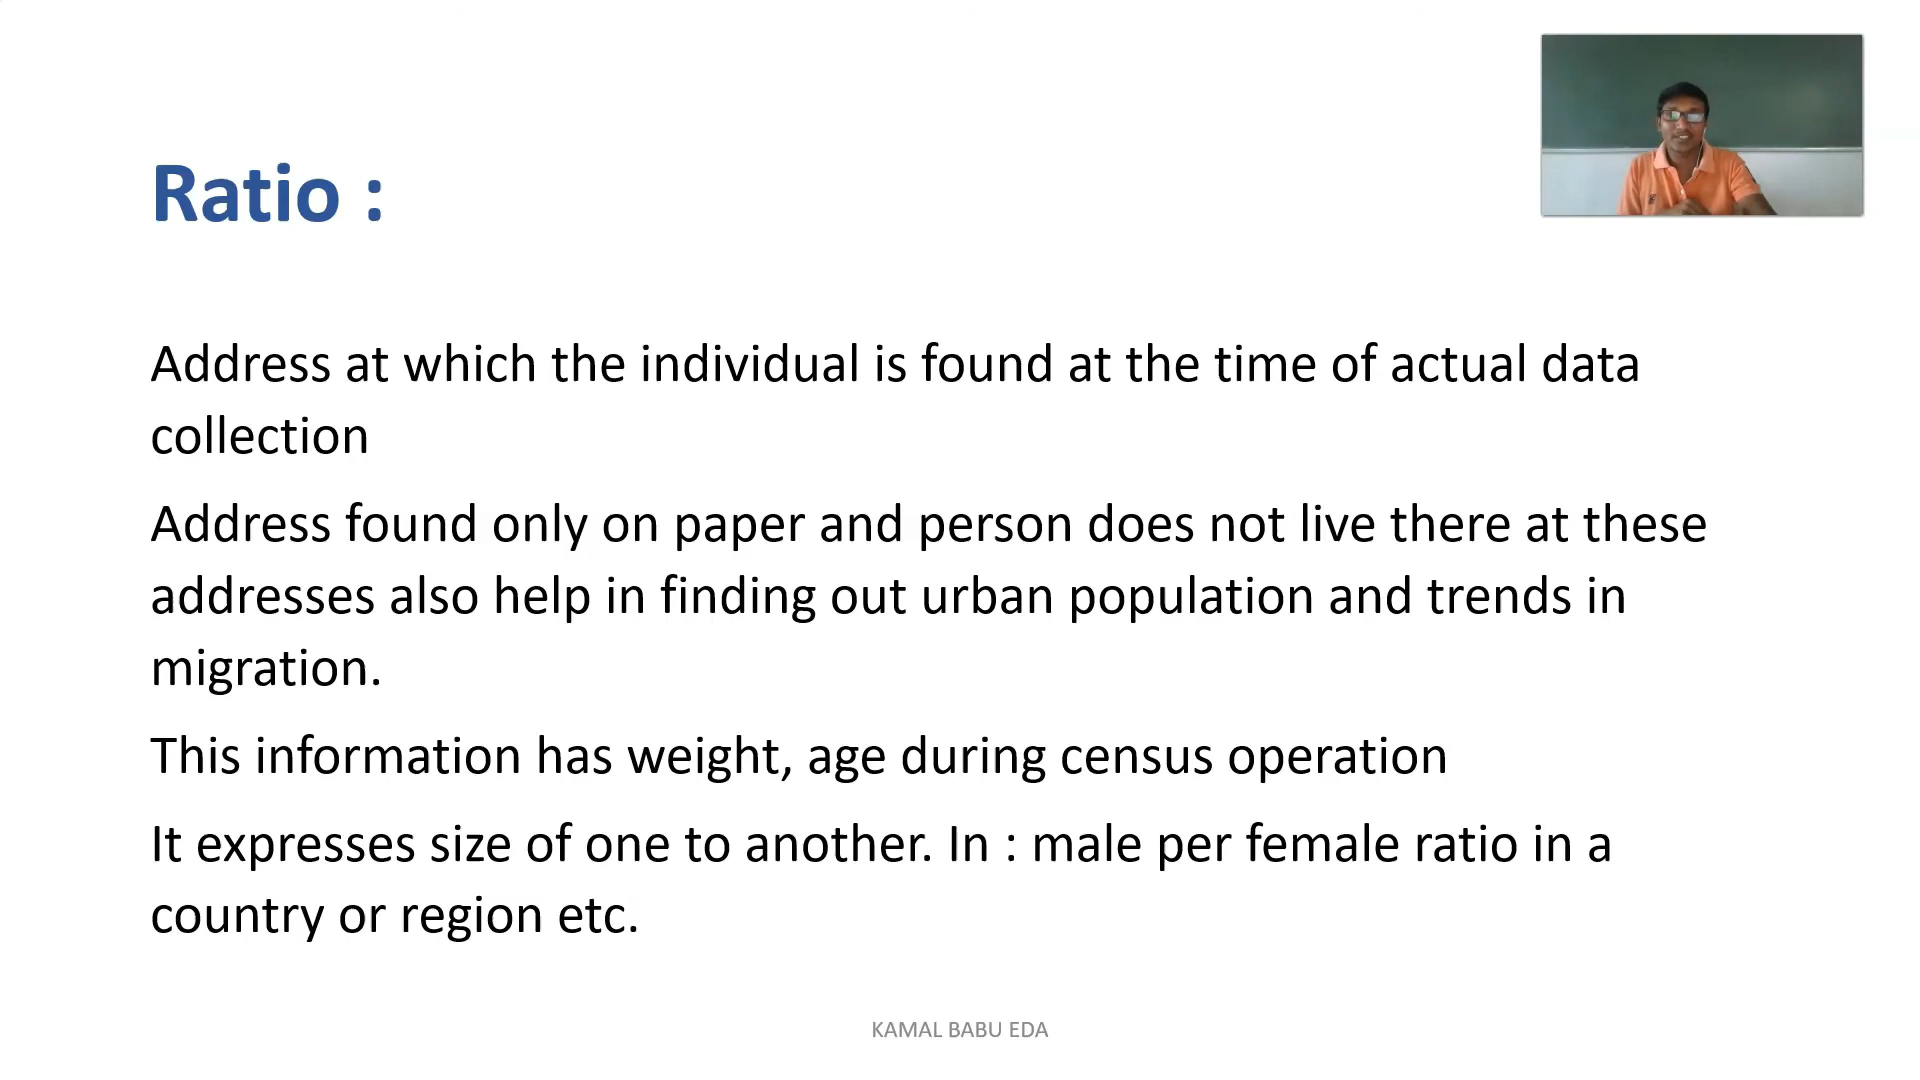 Ratio :
Address at which the individual is found at the time of actual data
collection
Address found only on paper and person does not live there at these
addresses also help in finding out urban population and trends in
migration.
This information has weight, age during census operation
It expresses size of one to another. In : male per female ratio in a
country or region etc.
KAMAL BABU EDA